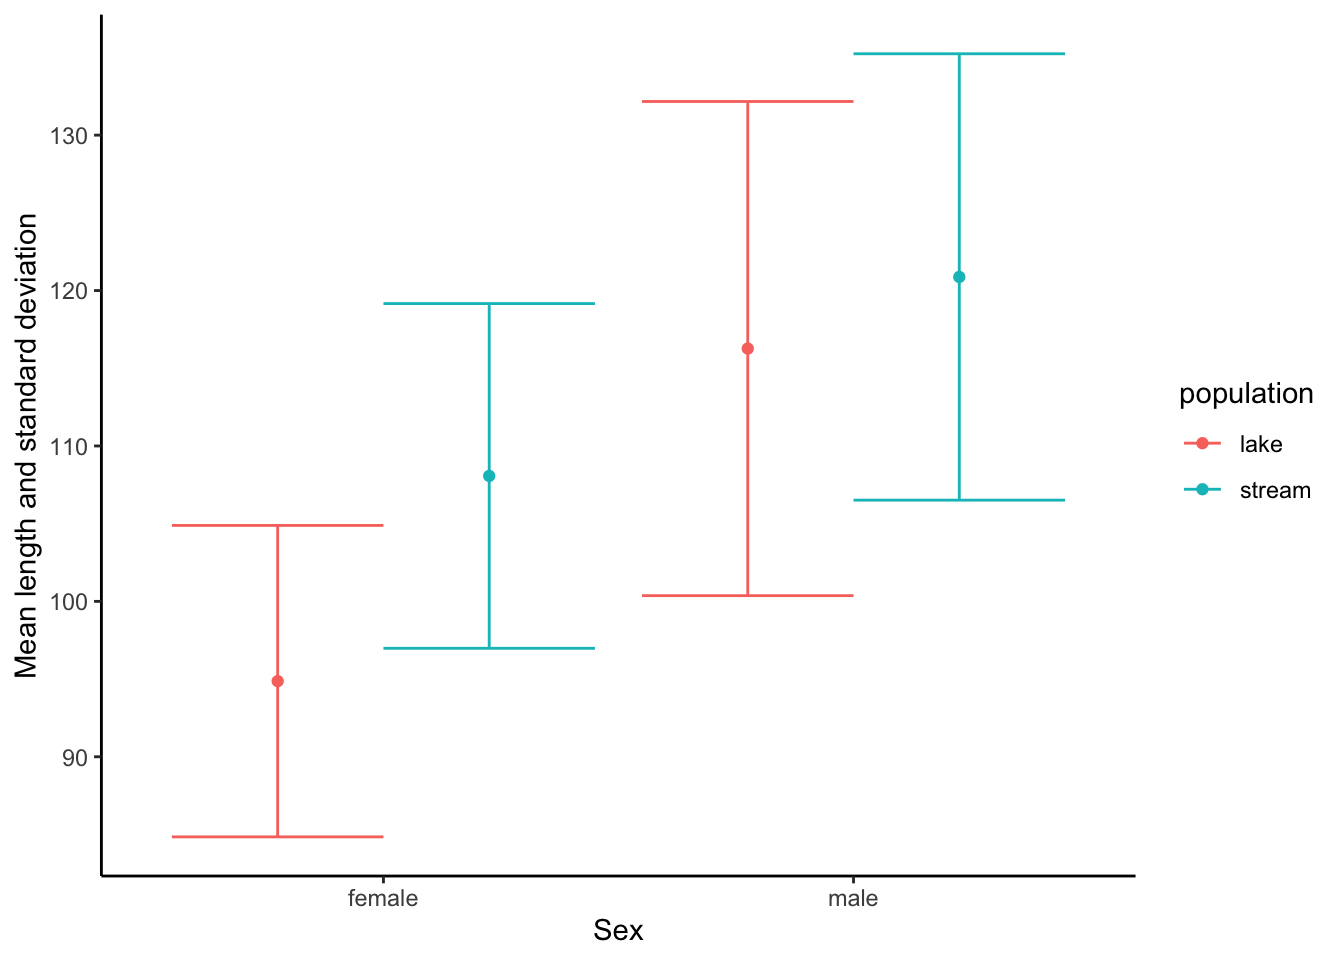 Mean length and standard deviation
130
120
110
100
90
female
male
Sex
population
lake
stream